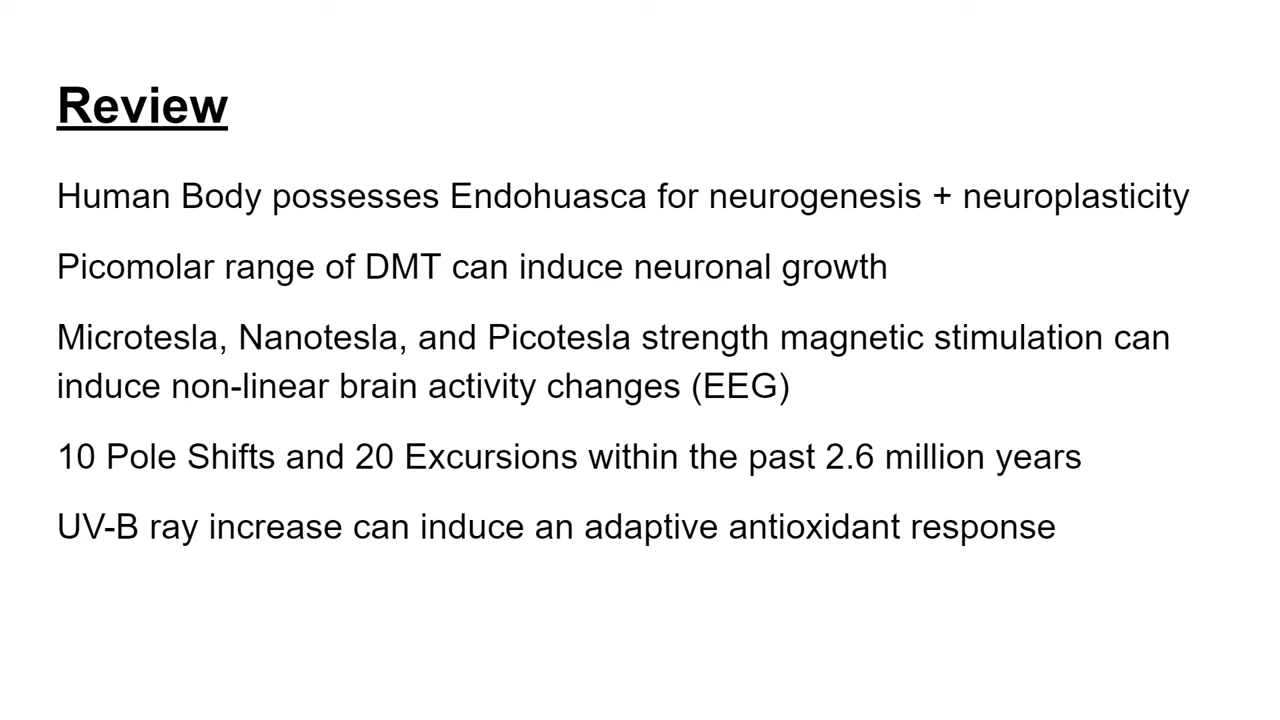 Review
Human Body possesses Endohuasca for neurogenesis + neuroplasticity
Picomolar range of DMT can induce neuronal growth
Microtesla, Nanotesla, and Picotesla strength magnetic stimulation can
induce non-linear brain activity changes (EEG)
10 Pole Shifts and 20 Excursions within the past 2.6 million years
UV-B ray increase can induce an adaptive antioxidant response